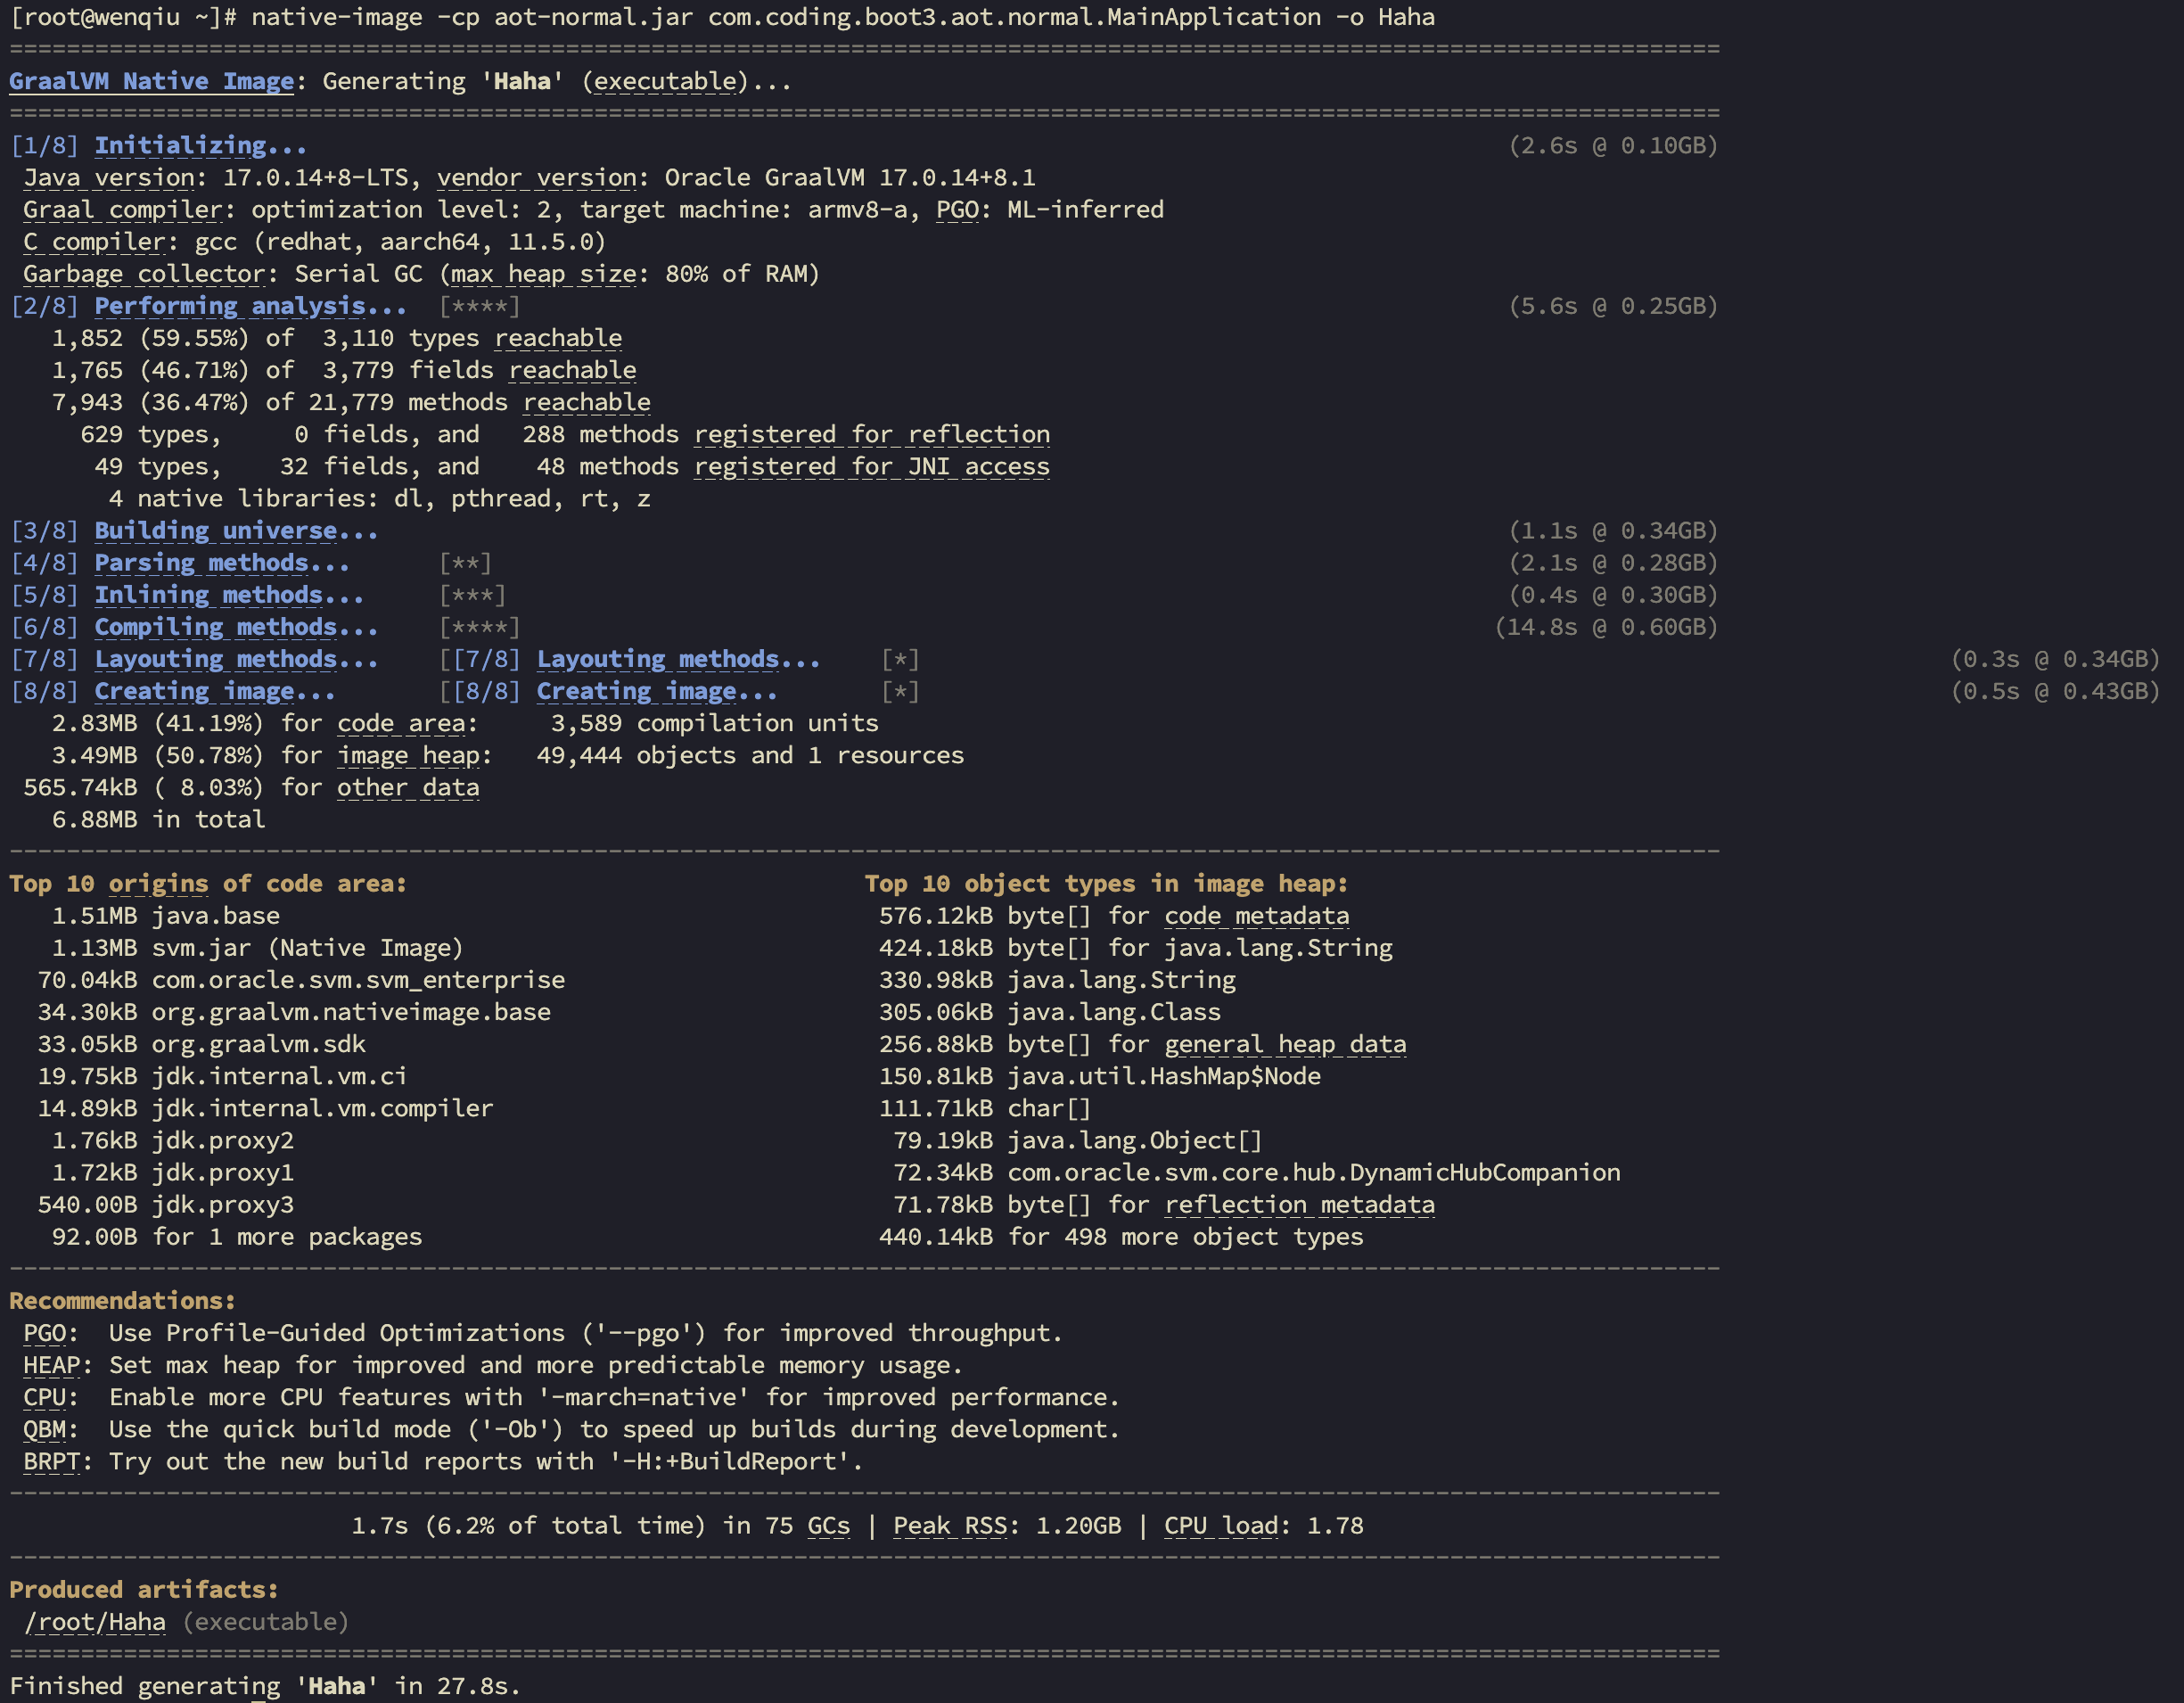 [root@wenqiu ~]# native-image -cp aot-normal.jar com.coding.boot3.aot.normal.MainApplication -o Haha
========================================================================================================================
GraalVM Native Image: Generating 'Haha' (executable)...
========================================================================================================================
[1/8] Initializing...                                                                                    (2.6s @ 0.10GB)
 Java version: 17.0.14+8-LTS, vendor version: Oracle GraalVM 17.0.14+8.1
 Graal compiler: optimization level: 2, target machine: armv8-a, PGO: ML-inferred
 C compiler: gcc (redhat, aarch64, 11.5.0)
 Garbage collector: Serial GC (max heap size: 80% of RAM)
[2/8] Performing analysis...  [****]                                                                     (5.6s @ 0.25GB)
   1,852 (59.55%) of  3,110 types reachable
   1,765 (46.71%) of  3,779 fields reachable
   7,943 (36.47%) of 21,779 methods reachable
     629 types,     0 fields, and   288 methods registered for reflection
      49 types,    32 fields, and    48 methods registered for JNI access
       4 native libraries: dl, pthread, rt, z
[3/8] Building universe...                                                                               (1.1s @ 0.34GB)
[4/8] Parsing methods...      [**]                                                                       (2.1s @ 0.28GB)
[5/8] Inlining methods...     [***]                                                                      (0.4s @ 0.30GB)
[6/8] Compiling methods...    [****]                                                                    (14.8s @ 0.60GB)
[7/8] Layouting methods...    [[7/8] Layouting methods...    [*]                                                                        (0.3s @ 0.34GB)
[8/8] Creating image...       [[8/8] Creating image...       [*]                                                                        (0.5s @ 0.43GB)
   2.83MB (41.19%) for code area:     3,589 compilation units
   3.49MB (50.78%) for image heap:   49,444 objects and 1 resources
 565.74kB ( 8.03%) for other data
   6.88MB in total
------------------------------------------------------------------------------------------------------------------------
Top 10 origins of code area:                                Top 10 object types in image heap:
   1.51MB java.base                                          576.12kB byte[] for code metadata
   1.13MB svm.jar (Native Image)                             424.18kB byte[] for java.lang.String
  70.04kB com.oracle.svm.svm_enterprise                      330.98kB java.lang.String
  34.30kB org.graalvm.nativeimage.base                       305.06kB java.lang.Class
  33.05kB org.graalvm.sdk                                    256.88kB byte[] for general heap data
  19.75kB jdk.internal.vm.ci                                 150.81kB java.util.HashMap$Node
  14.89kB jdk.internal.vm.compiler                           111.71kB char[]
   1.76kB jdk.proxy2                                          79.19kB java.lang.Object[]
   1.72kB jdk.proxy1                                          72.34kB com.oracle.svm.core.hub.DynamicHubCompanion
  540.00B jdk.proxy3                                          71.78kB byte[] for reflection metadata
   92.00B for 1 more packages                                440.14kB for 498 more object types
------------------------------------------------------------------------------------------------------------------------
Recommendations:
 PGO:  Use Profile-Guided Optimizations ('--pgo') for improved throughput.
 HEAP: Set max heap for improved and more predictable memory usage.
 CPU:  Enable more CPU features with '-march=native' for improved performance.
 QBM:  Use the quick build mode ('-Ob') to speed up builds during development.
 BRPT: Try out the new build reports with '-H:+BuildReport'.
------------------------------------------------------------------------------------------------------------------------
                        1.7s (6.2% of total time) in 75 GCs | Peak RSS: 1.20GB | CPU load: 1.78
------------------------------------------------------------------------------------------------------------------------
Produced artifacts:
 /root/Haha (executable)
========================================================================================================================
Finished generating 'Haha' in 27.8s.